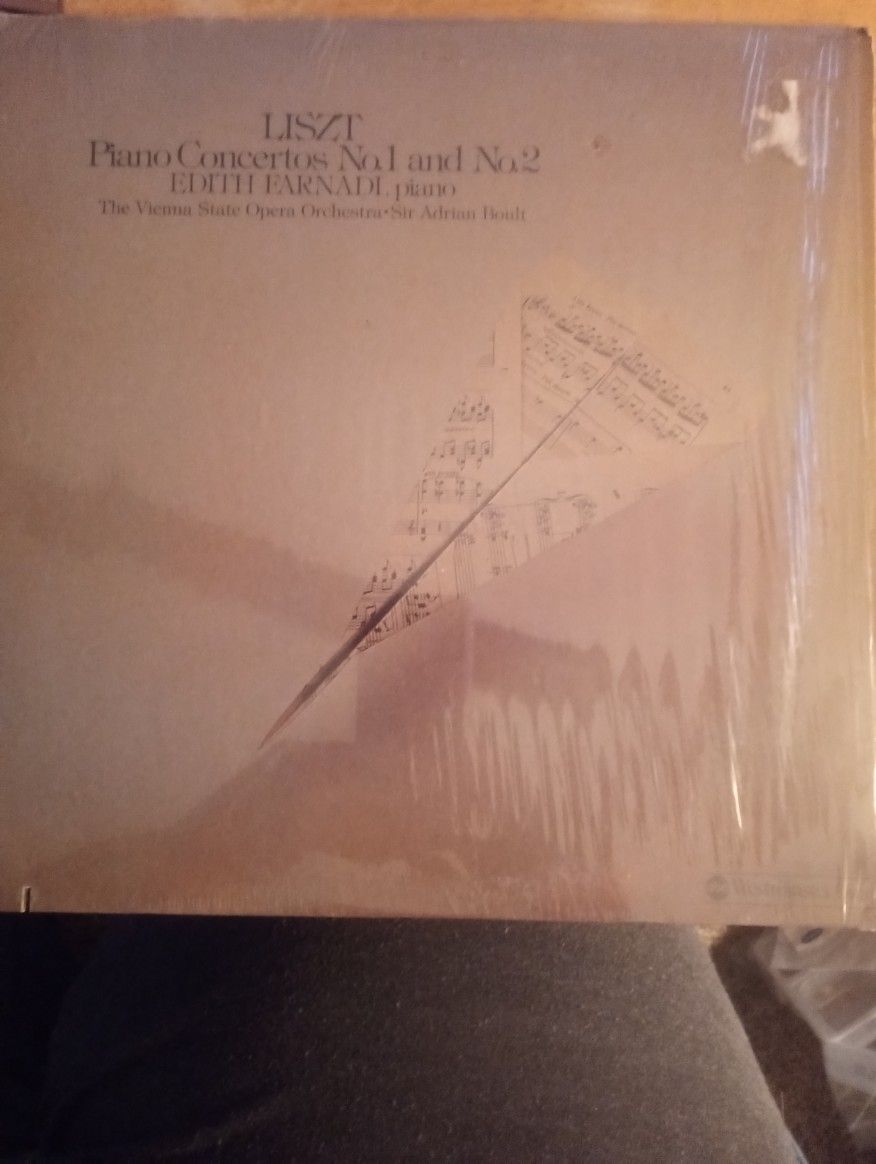 LISZT
Piano Concertos No.1 and No.2
EDITH FARNADI, piano
The Vienna State Opera Orchestra•Sir Adrian Boult
Westminster